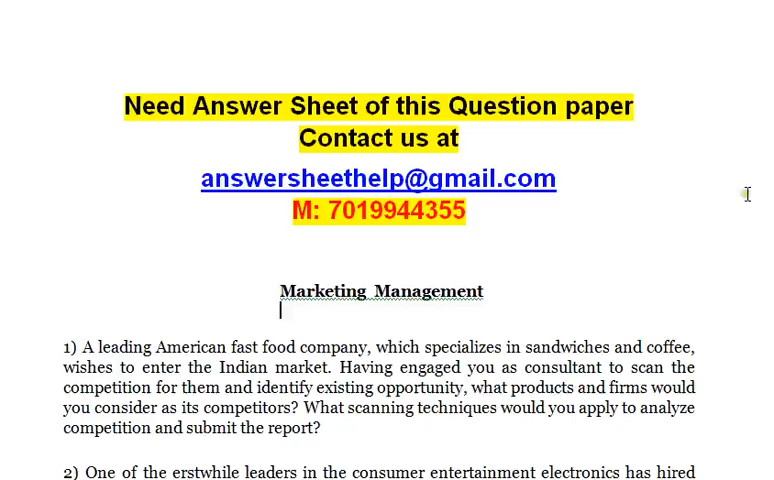 Need Answer Sheet of this Question paper
Contact us at
answersheethelp@gmail.com
M: 7019944355
Marketing Management
1) A leading American fast food company, which specializes in sandwiches and coffee,
wishes to enter the Indian market. Having engaged you as consultant to scan the
competition for them and identify existing opportunity, what products and firms would
you consider as its competitors? What scanning techniques would you apply to analyze
competition and submit the report?
2) One of the erstwhile leaders in the consumer entertainment electronics has hired